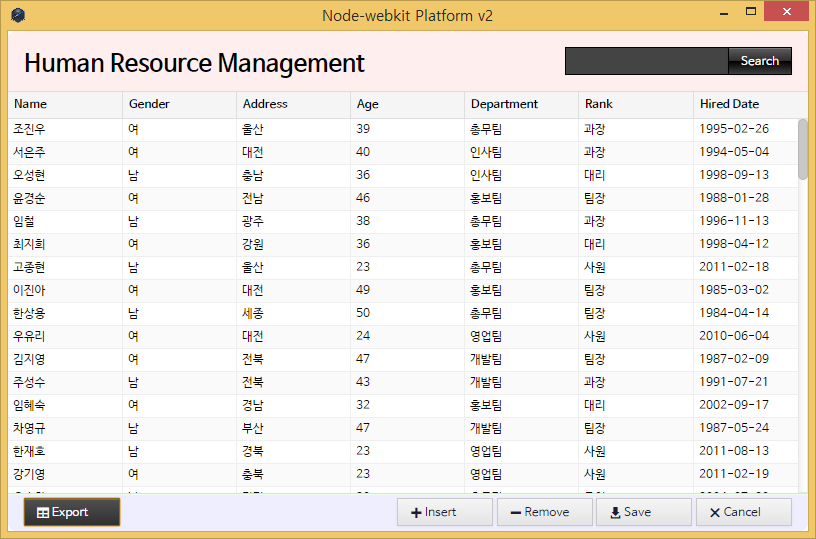 Node-webkit Platform v2
Human Resource Management
Search
Name Gender Address Age Department Rank Hired Date
조진우 여 울산 39 총무팀 과장 1995-02-26
서은주 여 대전 40 인사팀 과장 1994-05-04
오성현 남 충남 36 인사팀 대리 1998-09-13
윤경순 여 전남 46 홍보팀 팀장 1988-01-28
임철 남 광주 38 총무팀 과장 1996-11-13
최지희 여 강원 36 홍보팀 대리 1998-04-12
고종현 남 울산 23 총무팀 사원 2011-02-18
이진아 여 대전 49 홍보팀 팀장 1985-03-02
한상용 남 세종 50 총무팀 팀장 1984-04-14
우유리 여 대전 24 영업팀 사원 2010-06-04
김지영 여 전북 47 개발팀 팀장 1987-02-09
주성수 남 전북 43 개발팀 과장 1991-07-21
임혜숙 여 경남 32 홍보팀 대리 2002-09-17
차영규 남 부산 47 개발팀 팀장 1987-05-24
한재호 남 경북 23 영업팀 사원 2011-08-13
강기영 여 충북 23 영업팀 사원 2011-02-19
Export Insert Remove Save Cancel